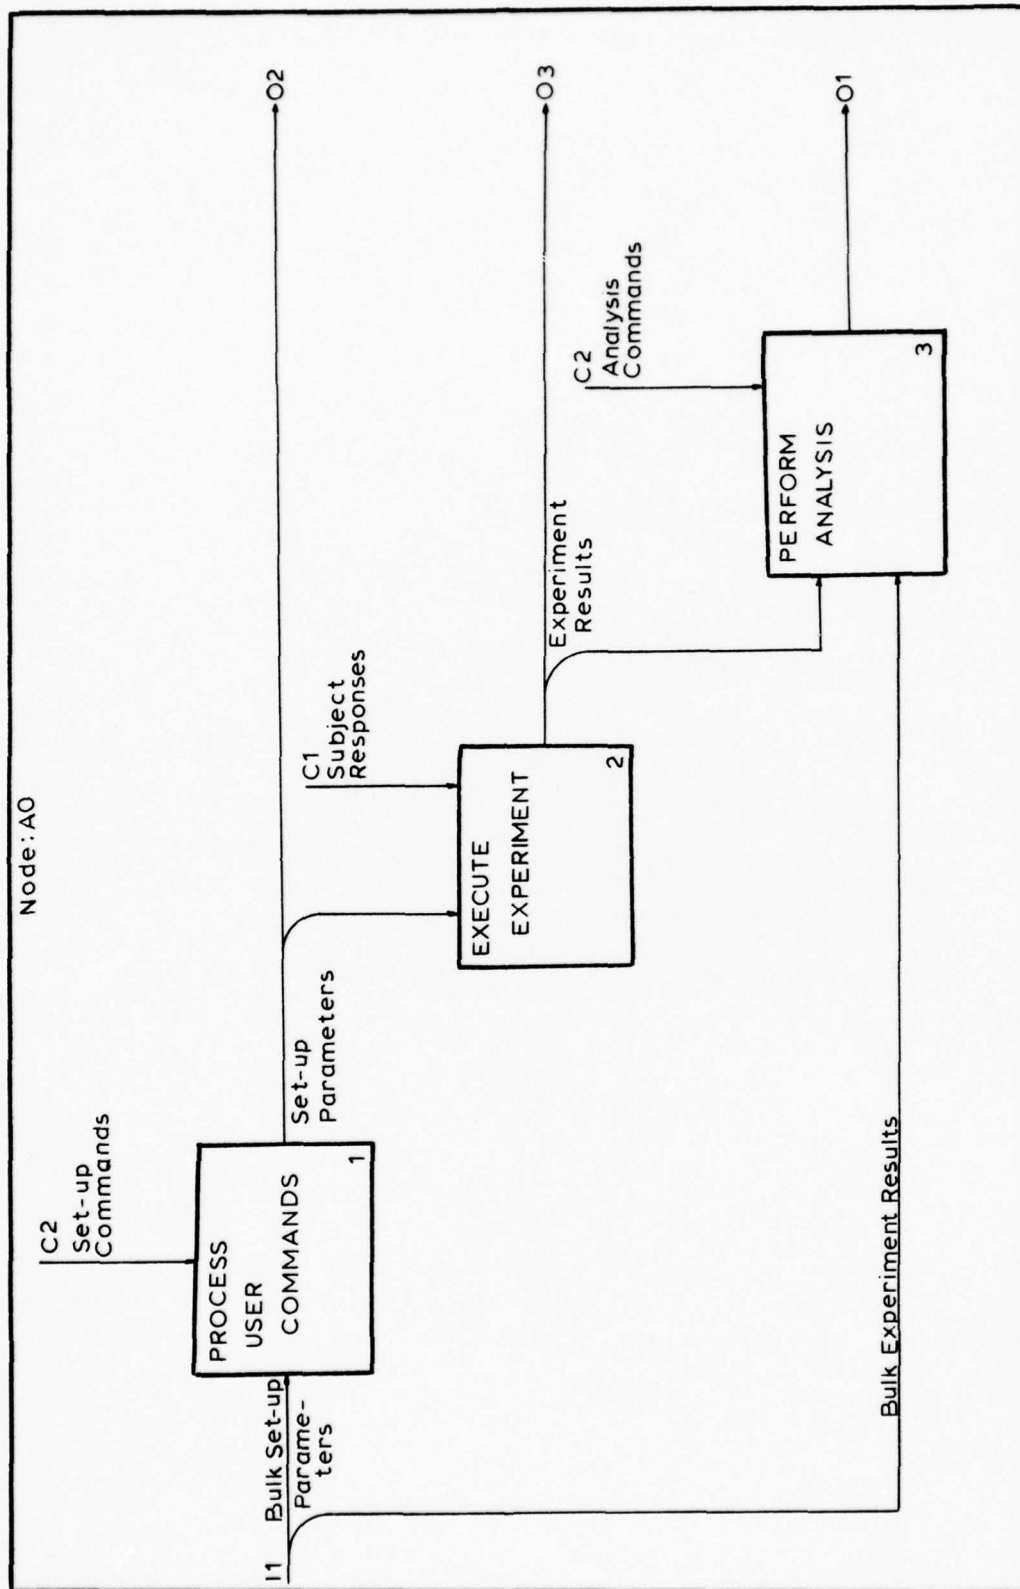 Node: A0
C2
Set-up
Commands
I1
Bulk Set-up
Parame-
ters
PROCESS
USER
COMMANDS
1
Set-up
Parameters
O2
C1
Subject
Responses
EXECUTE
EXPERIMENT
2
Experiment
Results
O3
C2
Analysis
Commands
PERFORM
ANALYSIS
3
O1
Bulk Experiment Results